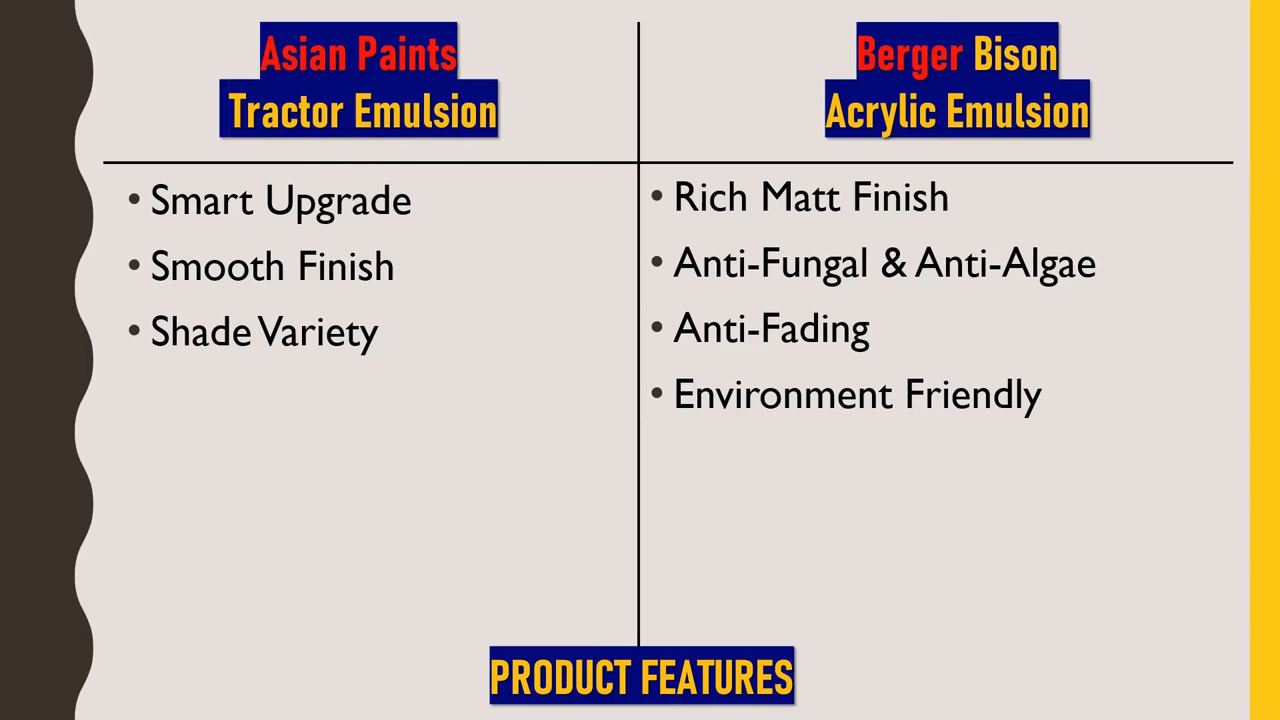 Asian Paints
Tractor Emulsion
• Smart Upgrade
• Smooth Finish
• Shade Variety
Berger Bison
Acrylic Emulsion
• Rich Matt Finish
• Anti-Fungal & Anti-Algae
• Anti-Fading
• Environment Friendly
PRODUCT FEATURES